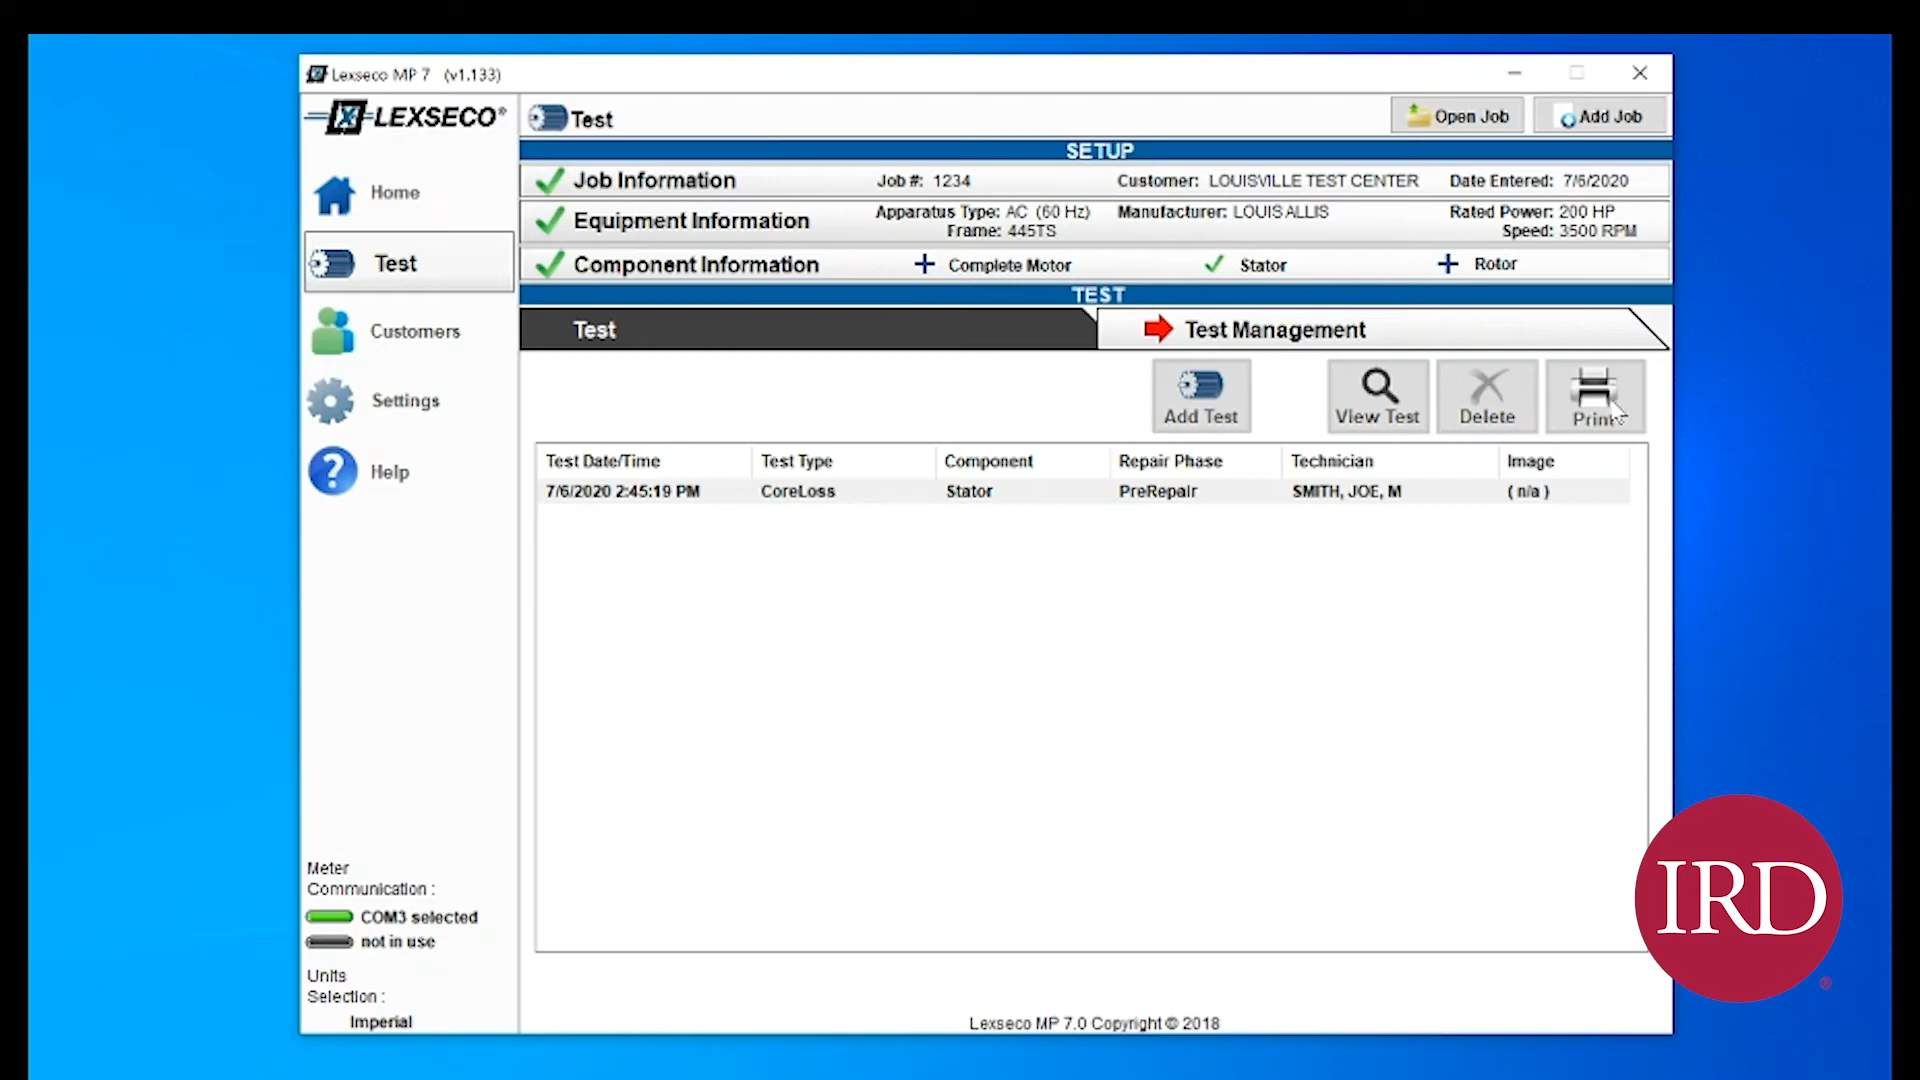 Lexseco MP 7 (v1.133)
LEXSECO®
Test
Open Job
Add Job
SETUP
Job Information
Job #: 1234
Customer: LOUISVILLE TEST CENTER
Date Entered: 7/6/2020
Equipment Information
Apparatus Type: AC (60 Hz)
Manufacturer: LOUIS ALLIS
Rated Power: 200 HP
Frame: 445TS
Speed: 3500 RPM
Component Information
Complete Motor
Stator
Rotor
TEST
Test
Test Management
Add Test
View Test
Delete
Print
Test Date/Time
Test Type
Component
Repair Phase
Technician
Image
7/6/2020 2:45:19 PM
CoreLoss
Stator
PreRepair
SMITH, JOE, M
( n/a )
Home
Test
Customers
Settings
?
Help
Meter
Communication :
COM3 selected
not in use
Units
Selection :
Imperial
Lexseco MP 7.0 Copyright © 2018
IRD
®